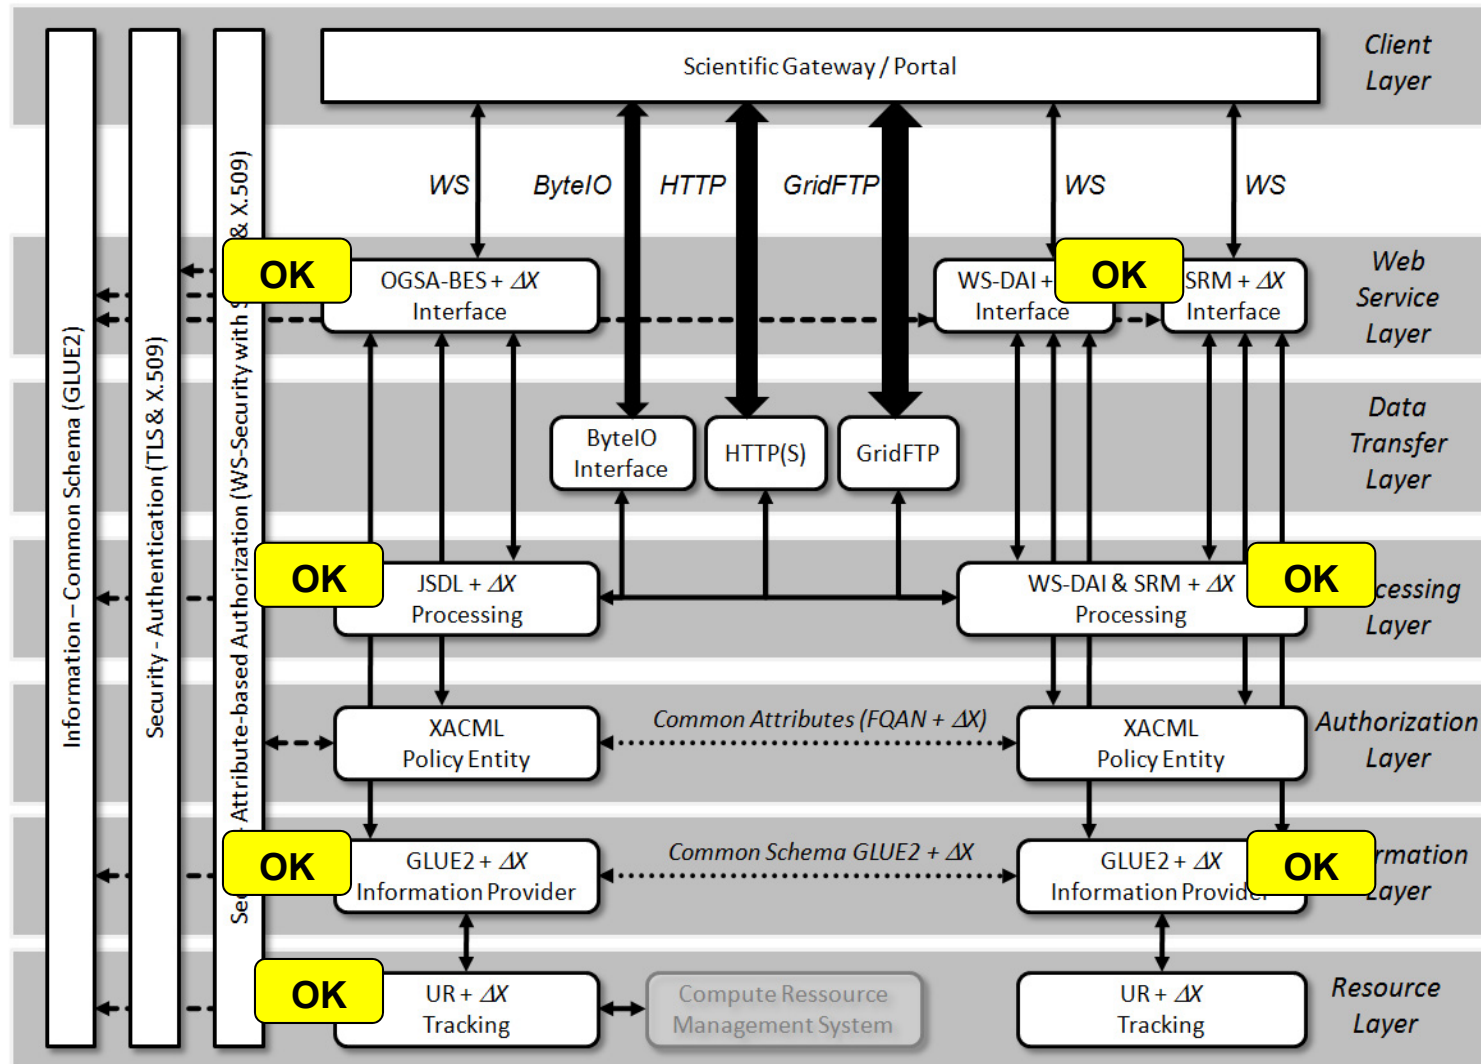 Scientific Gateway / Portal
Client
Layer
WS
ByteIO
HTTP
GridFTP
WS
WS
Information – Common Schema (GLUE2)
Security - Authentication (TLS & X.509)
Attribute-based Authorization (WS-Security with
& X.509)
OK
OGSA-BES + ΔX
Interface
WS-DAI +
Interface
OK
SRM + ΔX
Interface
Web
Service
Layer
ByteIO
Interface
HTTP(S)
GridFTP
Data
Transfer
Layer
OK
JSDL + ΔX
Processing
WS-DAI & SRM + ΔX
Processing
OK
cessing
Layer
XACML
Policy Entity
Common Attributes (FQAN + ΔX)
XACML
Policy Entity
Authorization
Layer
OK
GLUE2 + ΔX
Information Provider
Common Schema GLUE2 + ΔX
GLUE2 + ΔX
Information Provider
OK
rmation
Layer
OK
UR + ΔX
Tracking
Compute Ressource
Management System
UR + ΔX
Tracking
Resource
Layer